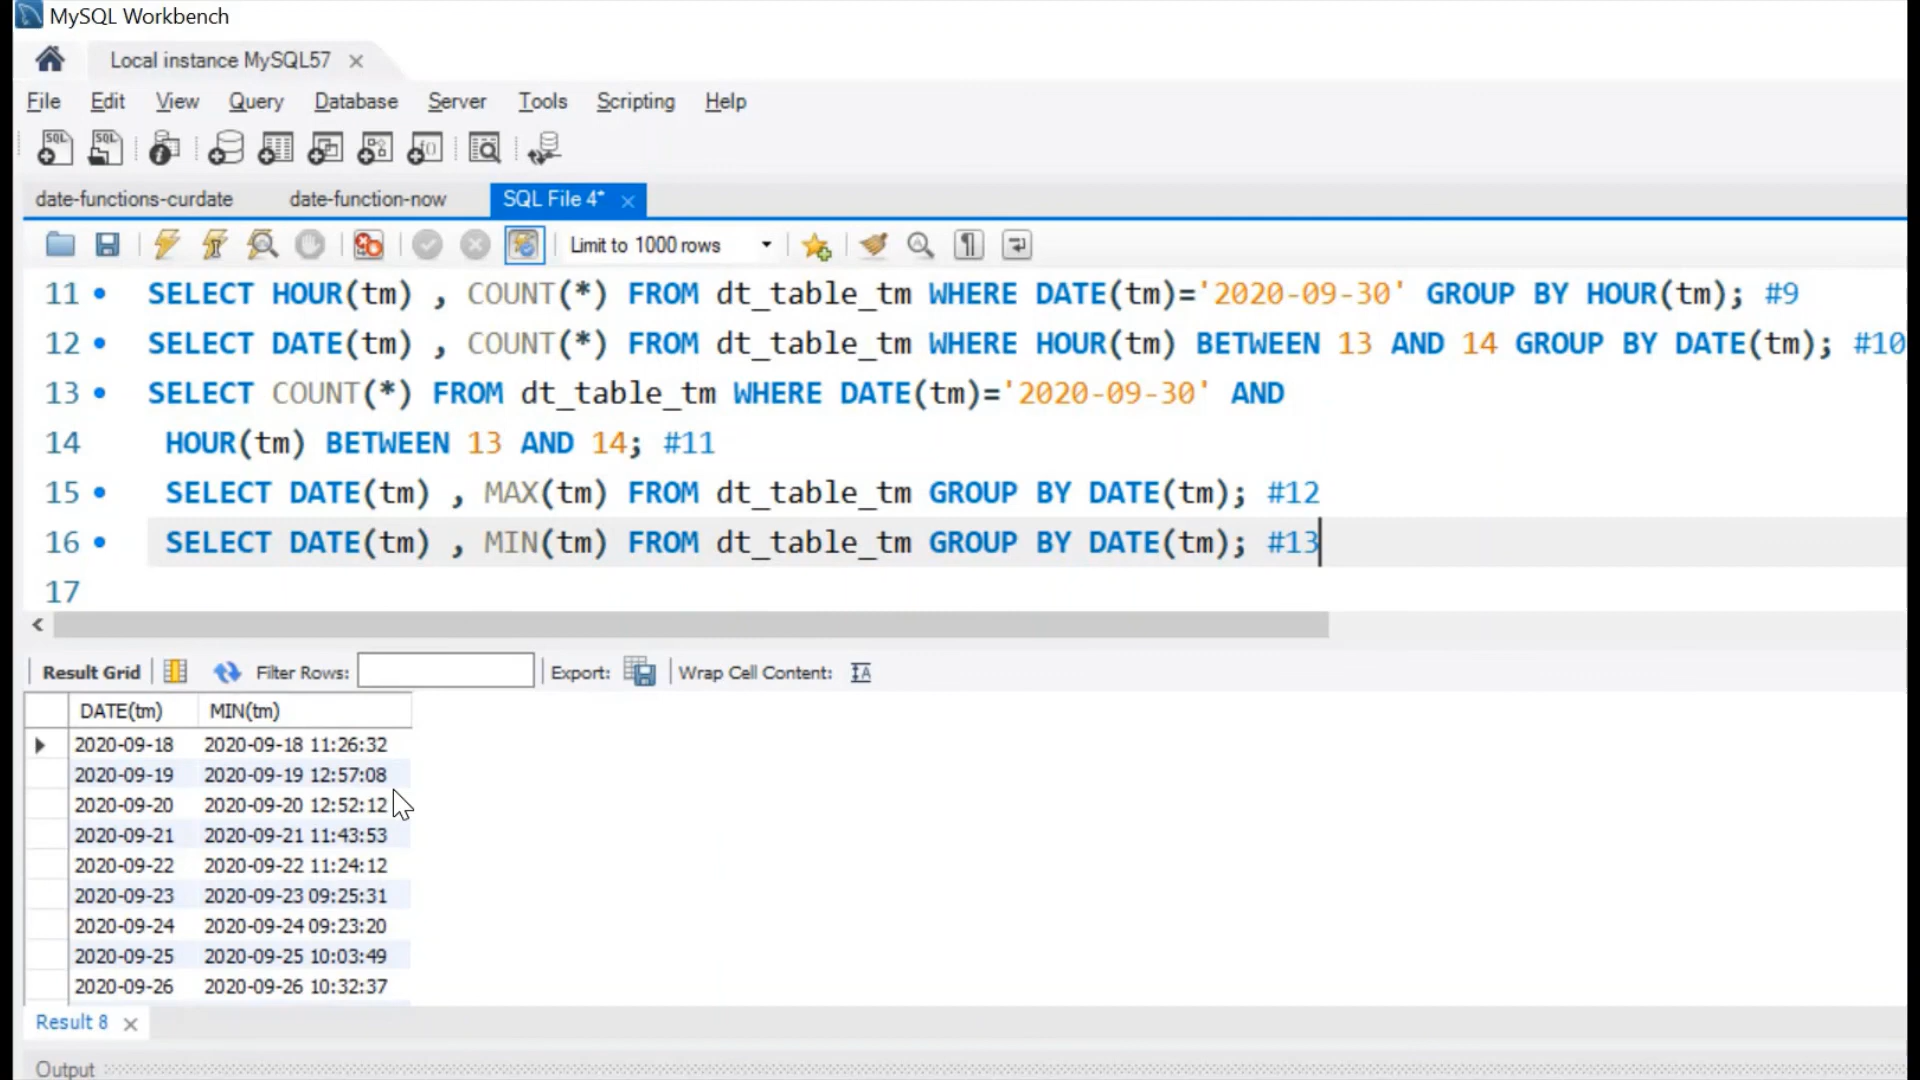 MySQL Workbench
Local instance MySQL57
File Edit View Query Database Server Tools Scripting Help
SQL SQL
date-functions-curdate date-function-now SQL File 4*
Limit to 1000 rows
11 SELECT HOUR(tm) , COUNT(*) FROM dt_table_tm WHERE DATE(tm)='2020-09-30' GROUP BY HOUR(tm); #9
12 SELECT DATE(tm) , COUNT(*) FROM dt_table_tm WHERE HOUR(tm) BETWEEN 13 AND 14 GROUP BY DATE(tm); #10
13 SELECT COUNT(*) FROM dt_table_tm WHERE DATE(tm)='2020-09-30' AND
14 HOUR(tm) BETWEEN 13 AND 14; #11
15 SELECT DATE(tm) , MAX(tm) FROM dt_table_tm GROUP BY DATE(tm); #12
16 SELECT DATE(tm) , MIN(tm) FROM dt_table_tm GROUP BY DATE(tm); #13
17
Result Grid Filter Rows: Export: Wrap Cell Content:
DATE(tm) MIN(tm)
2020-09-18 2020-09-18 11:26:32
2020-09-19 2020-09-19 12:57:08
2020-09-20 2020-09-20 12:52:12
2020-09-21 2020-09-21 11:43:53
2020-09-22 2020-09-22 11:24:12
2020-09-23 2020-09-23 09:25:31
2020-09-24 2020-09-24 09:23:20
2020-09-25 2020-09-25 10:03:49
2020-09-26 2020-09-26 10:32:37
Result 8
Output